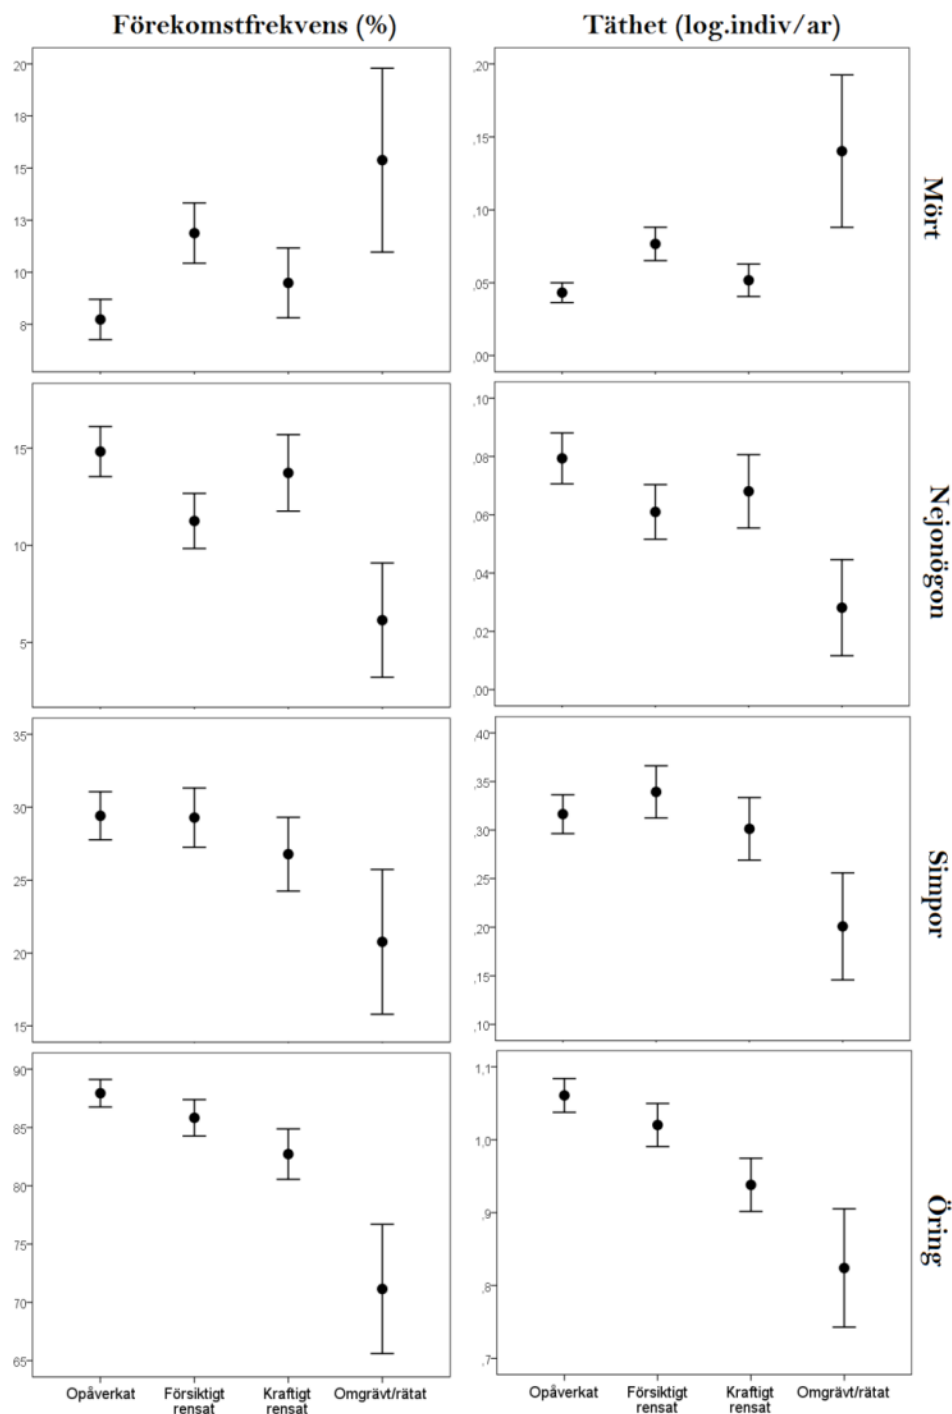 Förekomstfrekvens (%)
Täthet (log.indiv/ar)
20
18
15
13
10
8
,20
,15
,10
,05
,00
Mört
15
10
5
,10
,08
,06
,04
,02
,00
Nejonögon
35
30
25
20
15
,40
,35
,30
,25
,20
,15
,10
Simpor
90
85
80
75
70
65
1,1
1,0
,9
,8
,7
Öring
Opåverkat
Försiktigt
rensat
Kraftigt
rensat
Omgrävt/rätat
Opåverkat
Försiktigt
rensat
Kraftigt
rensat
Omgrävt/rätat